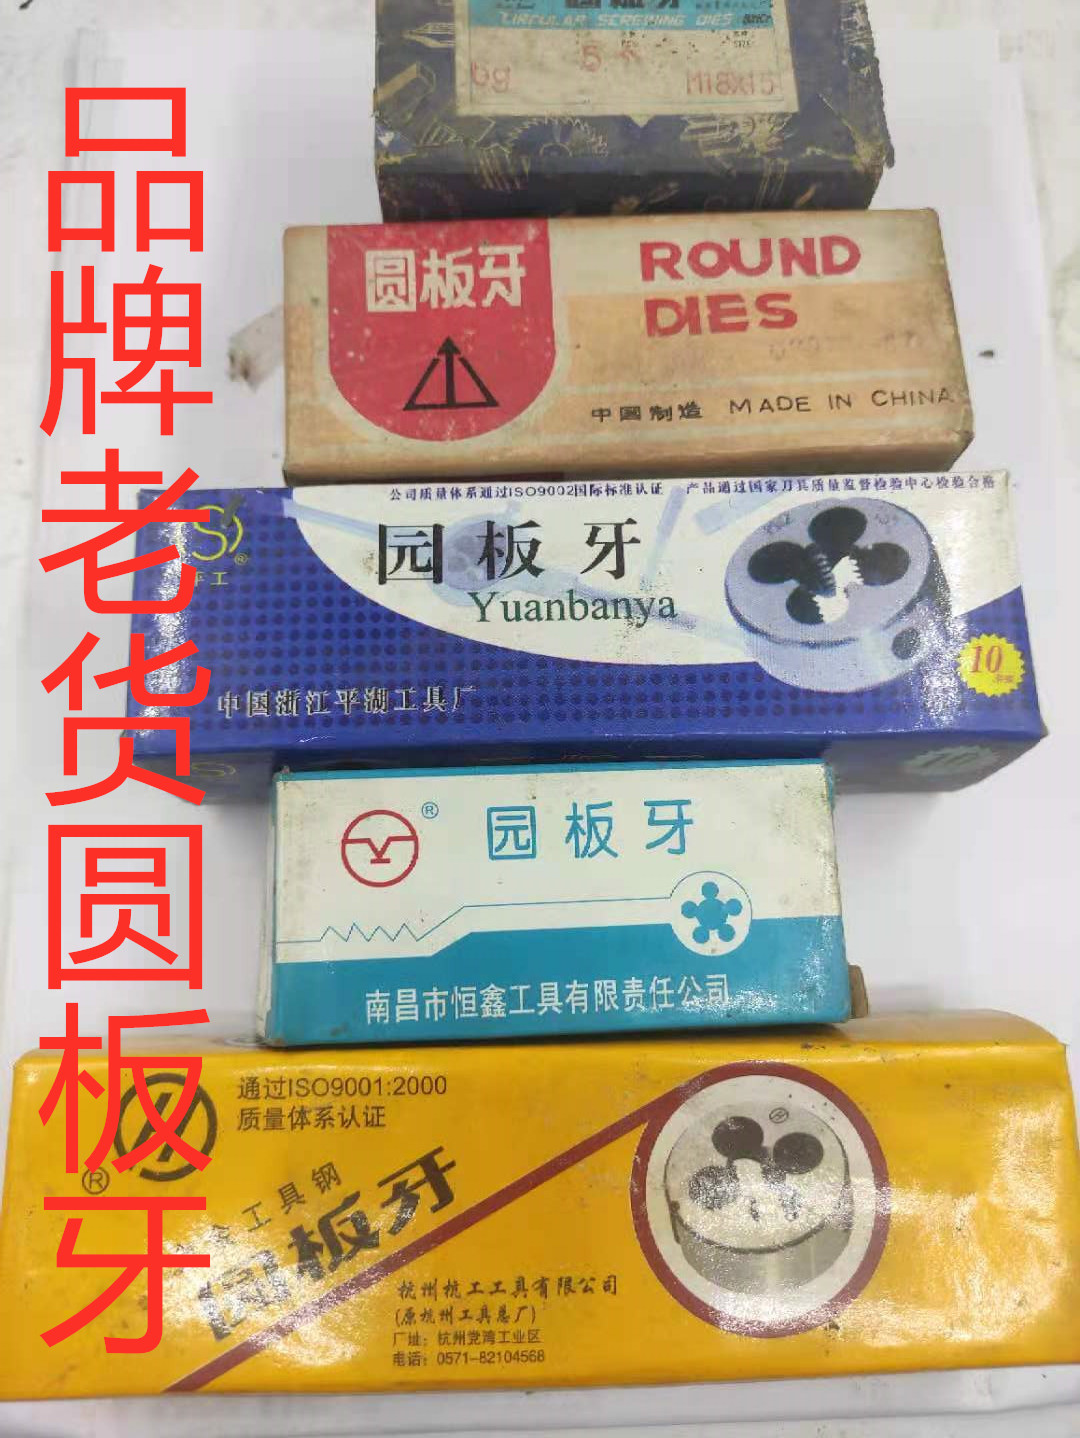 品牌老货圆板牙
CIRCULAR SCREWING DIES
6g
M18X1.5
圆板牙
ROUND
DIES
中国制造 MADE IN CHINA
公司质量体系通过ISO9002国际标准认证 产品通过国家刀具质量监督检验中心检验合格
园板牙
Yuanbanya
®
平工
10
中国浙江平湖工具厂
®
园板牙
南昌市恒鑫工具有限责任公司
通过ISO9001:2000
质量体系认证
®
工具钢
圆板牙
杭州杭工工具有限公司
(原杭州工具总厂)
厂址：杭州党湾工业区
电话：0571-82104568